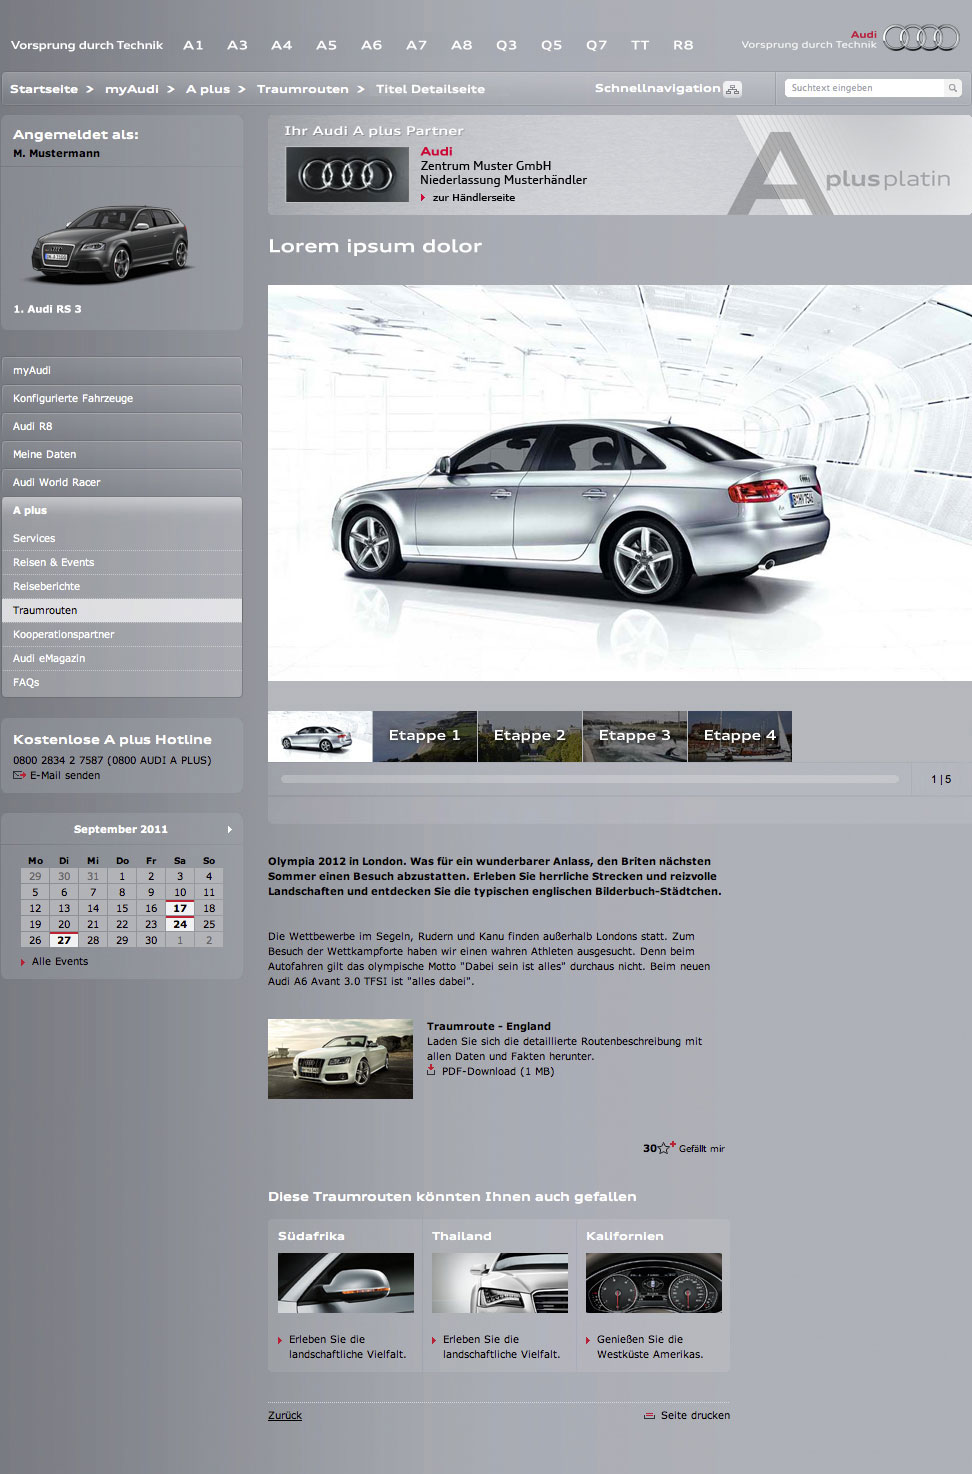 Vorsprung durch Technik A1 A3 A4 A5 A6 A7 A8 Q3 Q5 Q7 TT R8
Audi
Vorsprung durch Technik
Startseite > myAudi > A plus > Traumrouten > Titel Detailseite
Schnellnavigation
Suchtext eingeben
Angemeldet als:
M. Mustermann
1. Audi RS 3
Ihr Audi A plus Partner
Audi
Zentrum Muster GmbH
Niederlassung Musterhändler
zur Händlerseite
A plus platin
Lorem ipsum dolor
myAudi
Konfigurierte Fahrzeuge
Audi R8
Meine Daten
Audi World Racer
A plus
Services
Reisen & Events
Reiseberichte
Traumrouten
Kooperationspartner
Audi eMagazin
FAQs
Etappe 1 Etappe 2 Etappe 3 Etappe 4
1 | 5
Kostenlose A plus Hotline
0800 2834 2 7587 (0800 AUDI A PLUS)
E-Mail senden
September 2011
Mo Di Mi Do Fr Sa So
29 30 31 1 2 3 4
5 6 7 8 9 10 11
12 13 14 15 16 17 18
19 20 21 22 23 24 25
26 27 28 29 30 1 2
Alle Events
Olympia 2012 in London. Was für ein wunderbarer Anlass, den Briten nächsten
Sommer einen Besuch abzustatten. Erleben Sie herrliche Strecken und reizvolle
Landschaften und entdecken Sie die typischen englischen Bilderbuch-Städtchen.
Die Wettbewerbe im Segeln, Rudern und Kanu finden außerhalb Londons statt. Zum
Besuch der Wettkampforte haben wir einen wahren Athleten ausgesucht. Denn beim
Autofahren gilt das olympische Motto "Dabei sein ist alles" durchaus nicht. Beim neuen
Audi A6 Avant 3.0 TFSI ist "alles dabei".
Traumroute - England
Laden Sie sich die detaillierte Routenbeschreibung mit
allen Daten und Fakten herunter.
PDF-Download (1 MB)
30 Gefällt mir
Diese Traumrouten könnten Ihnen auch gefallen
Südafrika
Erleben Sie die
landschaftliche Vielfalt.
Thailand
Erleben Sie die
landschaftliche Vielfalt.
Kalifornien
Genießen Sie die
Westküste Amerikas.
Zurück
Seite drucken